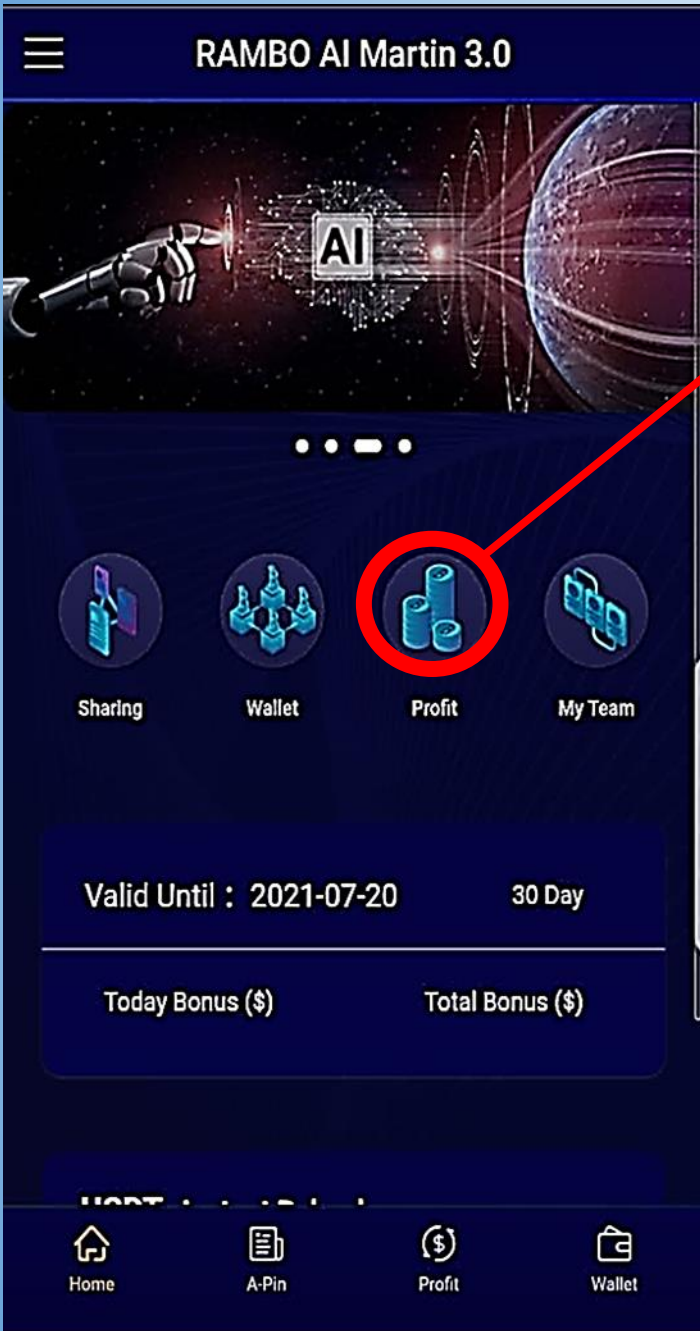 RAMBO AI Martin 3.0
AI
Sharing Wallet Profit My Team
Valid Until : 2021-07-20 30 Day
Today Bonus ($) Total Bonus ($)
Home A-Pin Profit Wallet